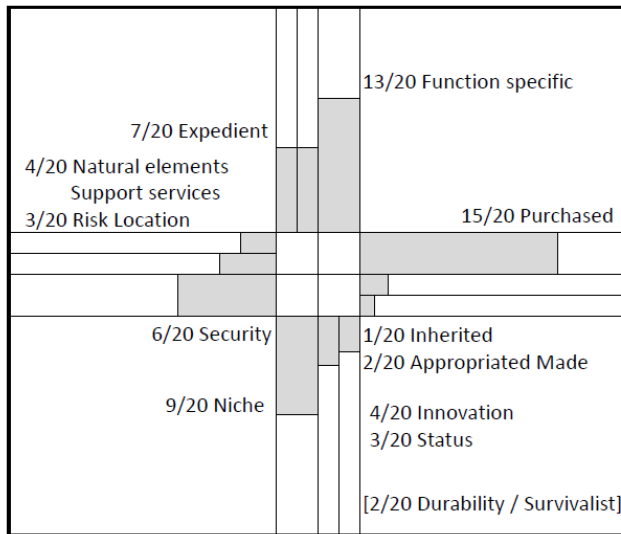 13/20 Function specific
7/20 Expedient
4/20 Natural elements
Support services
3/20 Risk Location
15/20 Purchased
6/20 Security
9/20 Niche
1/20 Inherited
2/20 Appropriated Made
4/20 Innovation
3/20 Status
[2/20 Durability / Survivalist]